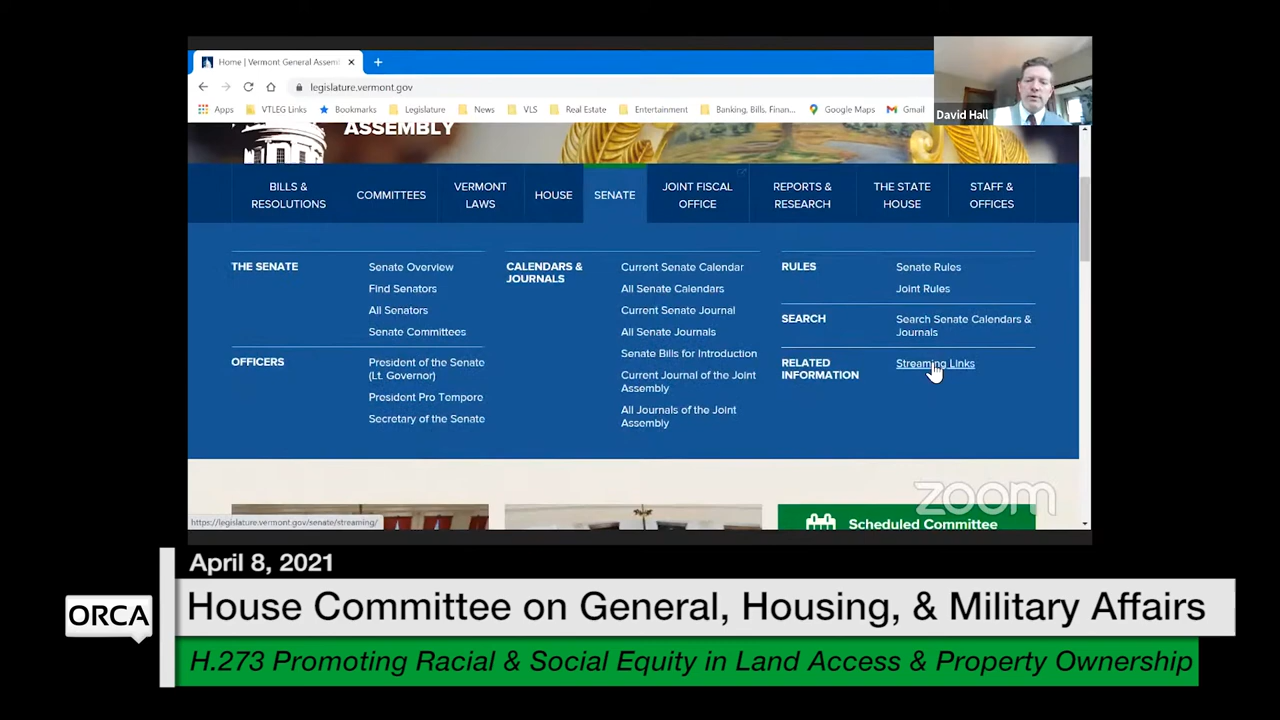 Home | Vermont General Assem
legislature.vermont.gov
Apps VTLEG Links Bookmarks Legislature News VLS Real Estate Entertainment Banking, Bills, Finan... Google Maps Gmail
David Hall
ASSEMBLY
BILLS &
RESOLUTIONS
COMMITTEES
VERMONT
LAWS
HOUSE
SENATE
JOINT FISCAL
OFFICE
REPORTS &
RESEARCH
THE STATE
HOUSE
STAFF &
OFFICES
THE SENATE
Senate Overview
Find Senators
All Senators
Senate Committees
OFFICERS
President of the Senate
(Lt. Governor)
President Pro Tempore
Secretary of the Senate
CALENDARS &
JOURNALS
Current Senate Calendar
All Senate Calendars
Current Senate Journal
All Senate Journals
Senate Bills for Introduction
Current Journal of the Joint
Assembly
All Journals of the Joint
Assembly
RULES
Senate Rules
Joint Rules
SEARCH
Search Senate Calendars &
Journals
RELATED
INFORMATION
Streaming Links
zoom
Scheduled Committee
https://legislature.vermont.gov/senate/streaming/
April 8, 2021
ORCA
House Committee on General, Housing, & Military Affairs
H.273 Promoting Racial & Social Equity in Land Access & Property Ownership